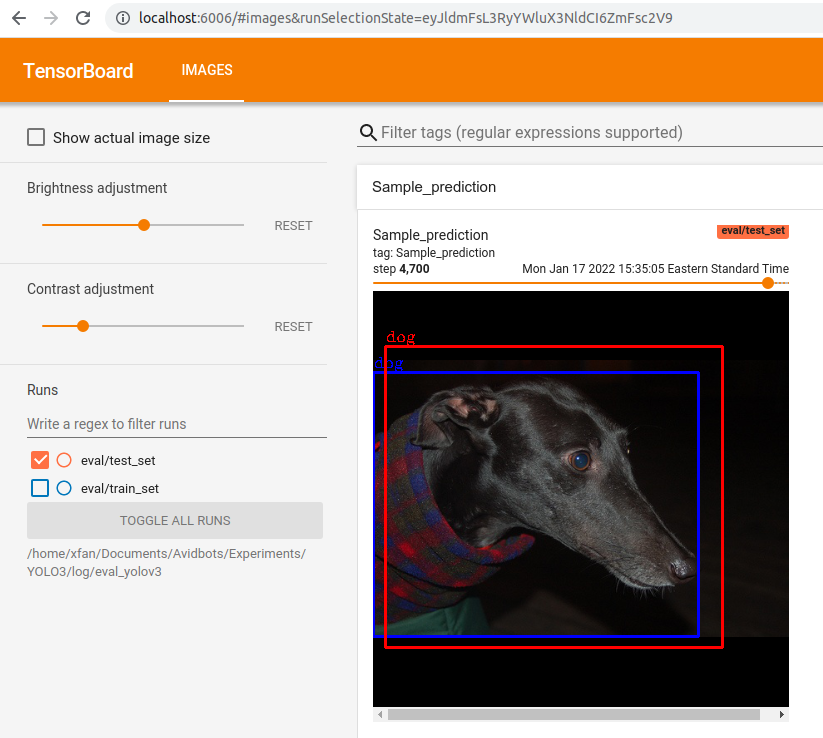 localhost:6006/#images&runSelectionState=eyJldmFsL3RyYWluX3NldCI6ZmFsc2V9
TensorBoard
IMAGES
Show actual image size
Brightness adjustment
RESET
Contrast adjustment
RESET
Runs
Write a regex to filter runs
eval/test_set
eval/train_set
TOGGLE ALL RUNS
/home/xfan/Documents/Avidbots/Experiments/
YOLO3/log/eval_yolov3
Filter tags (regular expressions supported)
Sample_prediction
Sample_prediction
eval/test_set
tag: Sample_prediction
step 4,700
Mon Jan 17 2022 15:35:05 Eastern Standard Time
dog
dog